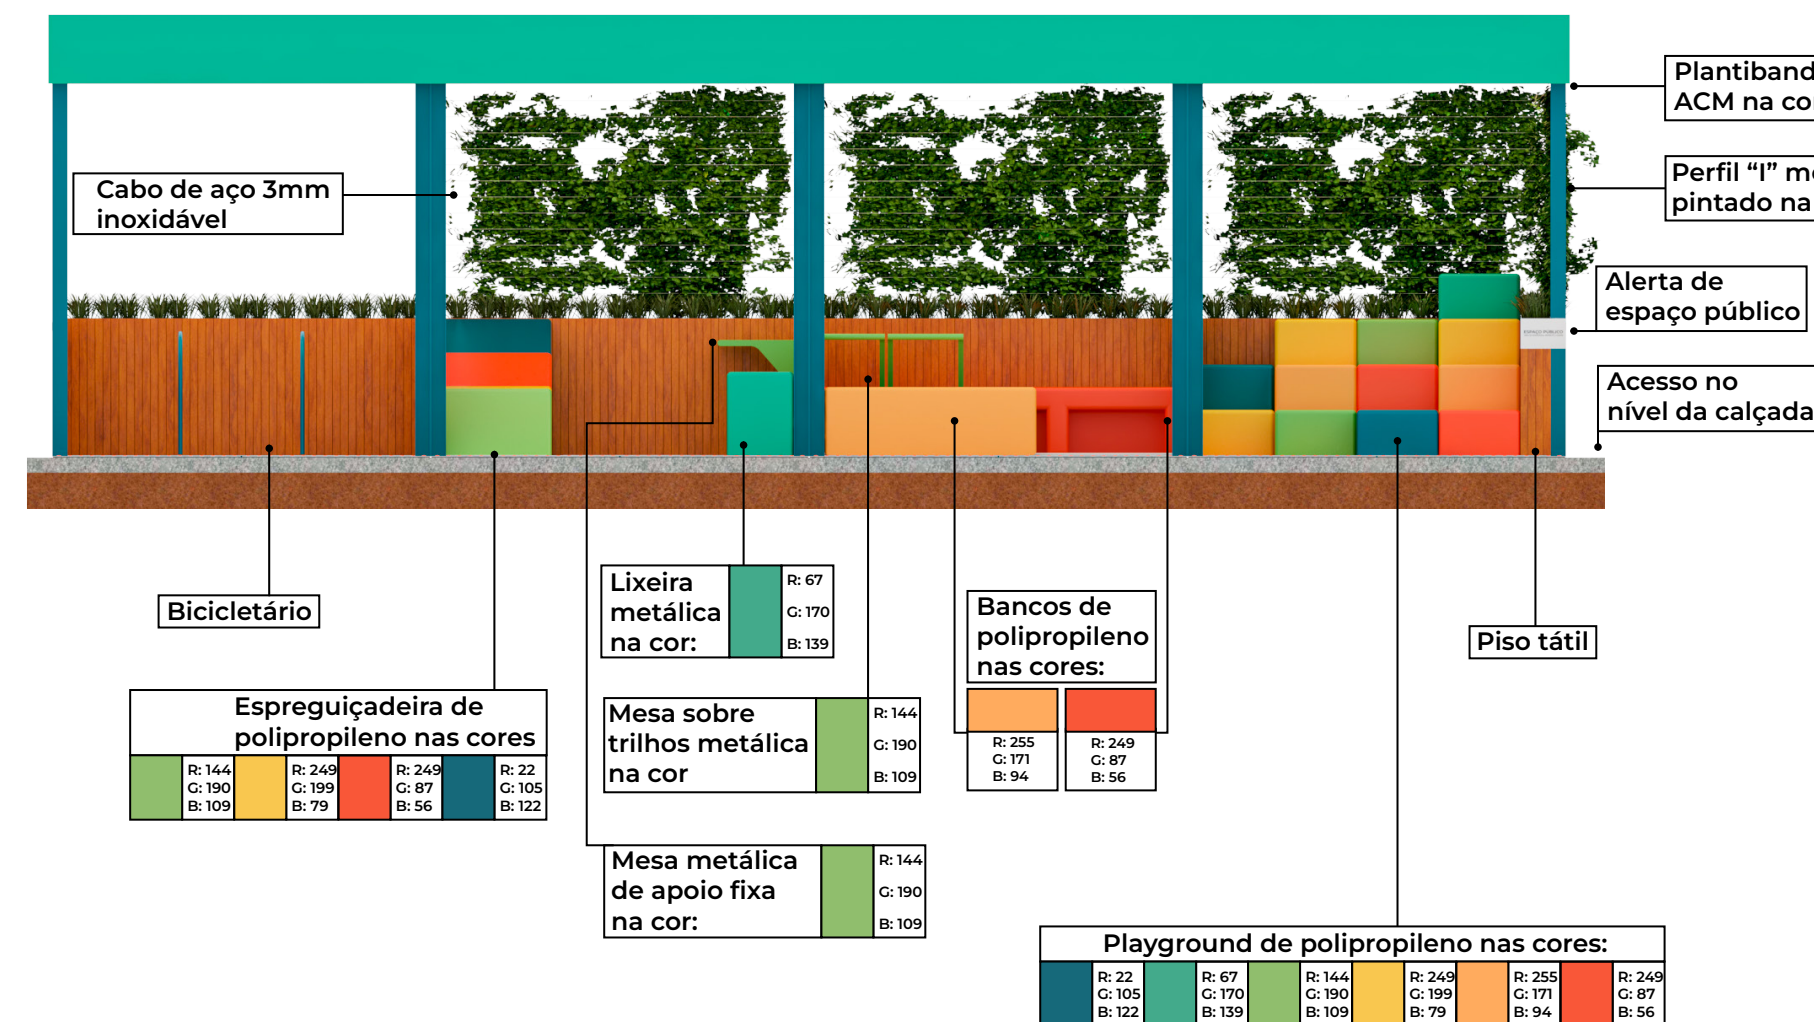 Plantiband
ACM na co
Perfil “I” m
pintado na
Cabo de aço 3mm
inoxidável
Alerta de
espaço público
ESPAÇO PÚBLICO
Acesso no
nível da calçada
Bicicletário
Lixeira
metálica
na cor:
R: 67
G: 170
B: 139
Bancos de
polipropileno
nas cores:
R: 255
G: 171
B: 94
R: 249
G: 87
B: 56
Piso tátil
Espreguiçadeira de
polipropileno nas cores
R: 144
G: 190
B: 109
R: 249
G: 199
B: 79
R: 249
G: 87
B: 56
R: 22
G: 105
B: 122
Mesa sobre
trilhos metálica
na cor
R: 144
G: 190
B: 109
Mesa metálica
de apoio fixa
na cor:
R: 144
G: 190
B: 109
Playground de polipropileno nas cores:
R: 22
G: 105
B: 122
R: 67
G: 170
B: 139
R: 144
G: 190
B: 109
R: 249
G: 199
B: 79
R: 255
G: 171
B: 94
R: 249
G: 87
B: 56